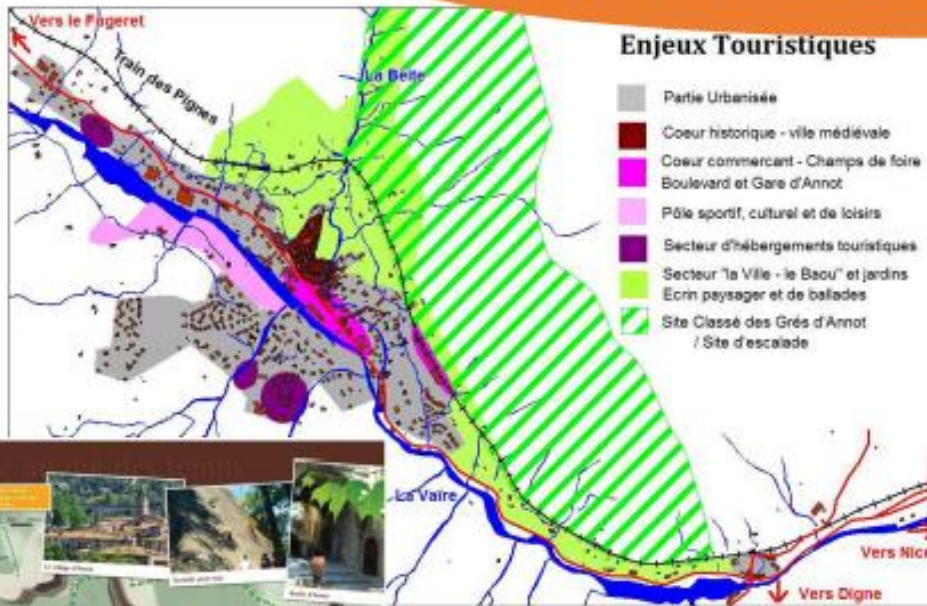 Vers le Fugeret
Train des Pignes
La Beïte
Enjeux Touristiques
Partie Urbanisée
Coeur historique - ville médiévale
Coeur commercant - Champs de foire
Boulevard et Gare d'Annot
Pôle sportif, culturel et de loisirs
Secteur d'hébergements touristiques
Secteur "la Ville - le Baou" et jardins
Ecrin paysager et de ballades
Site Classé des Grés d'Annot
/ Site d'escalade
La Vaïre
Vers Nice
Vers Digne